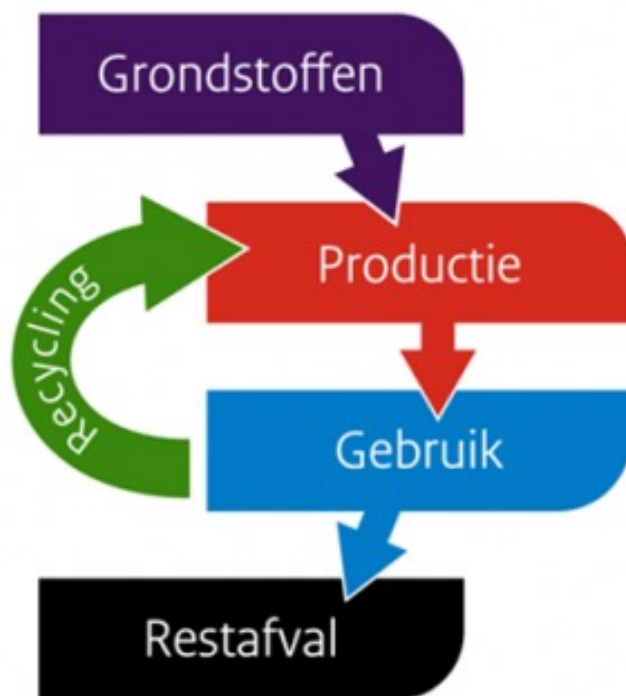 Grondstoffen
Productie
Recycling
Gebruik
Restafval